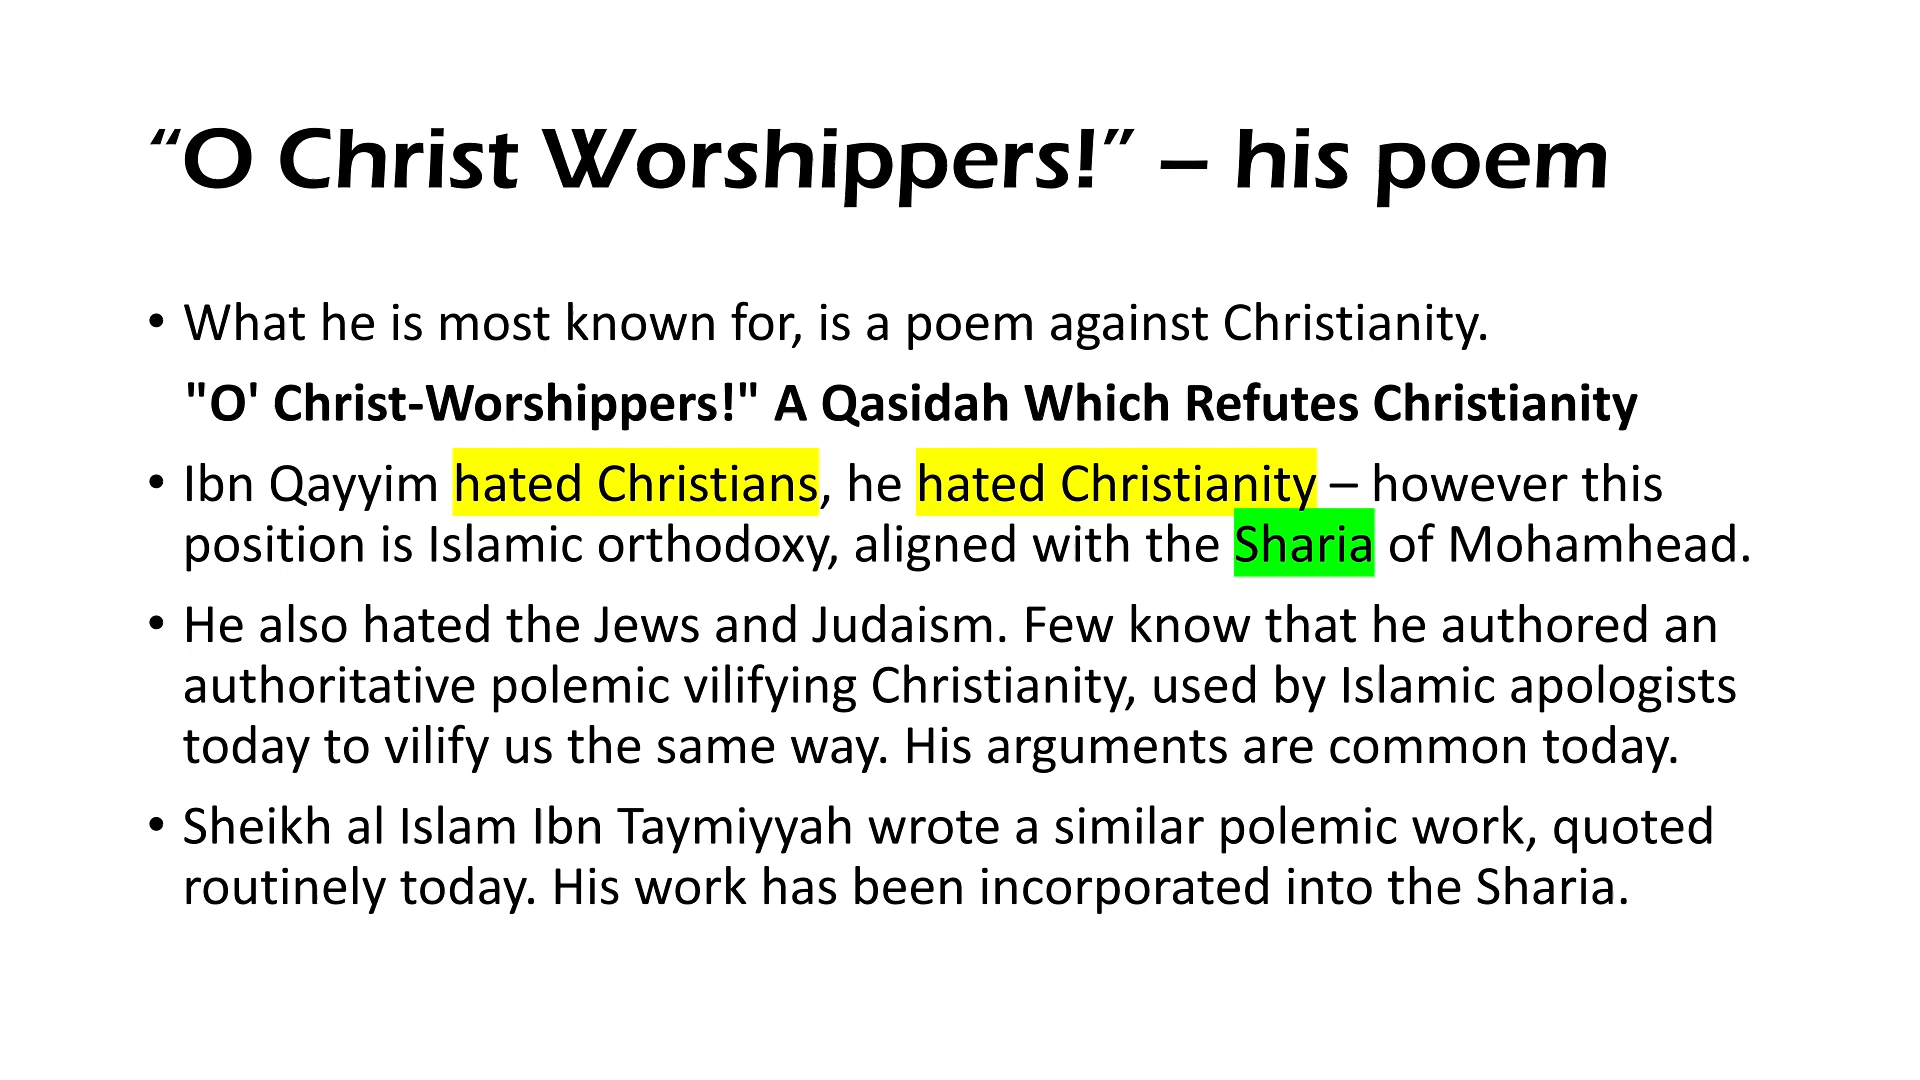 “O Christ Worshippers!” – his poem
• What he is most known for, is a poem against Christianity.
"O' Christ-Worshippers!" A Qasidah Which Refutes Christianity
• Ibn Qayyim hated Christians, he hated Christianity – however this
position is Islamic orthodoxy, aligned with the Sharia of Mohamhead.
• He also hated the Jews and Judaism. Few know that he authored an
authoritative polemic vilifying Christianity, used by Islamic apologists
today to vilify us the same way. His arguments are common today.
• Sheikh al Islam Ibn Taymiyyah wrote a similar polemic work, quoted
routinely today. His work has been incorporated into the Sharia.